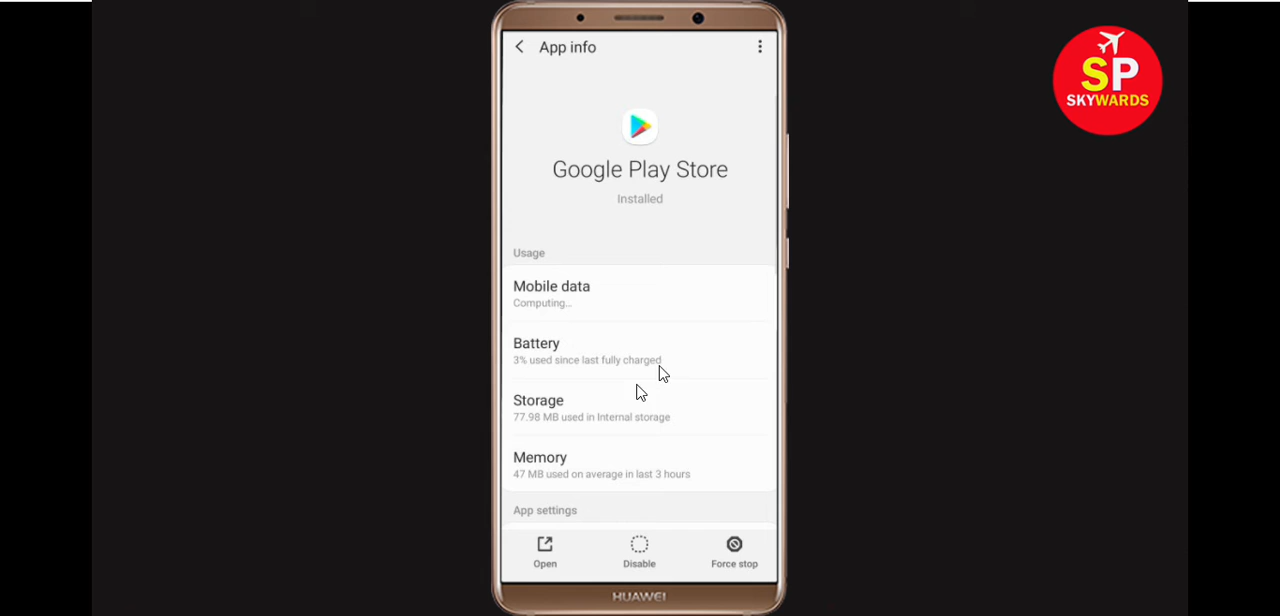 App info
SP
SKYWARDS
Google Play Store
Installed
Usage
Mobile data
Computing...
Battery
3% used since last fully charged
Storage
77.98 MB used in Internal storage
Memory
47 MB used on average in last 3 hours
App settings
Open
Disable
Force stop
HUAWEI